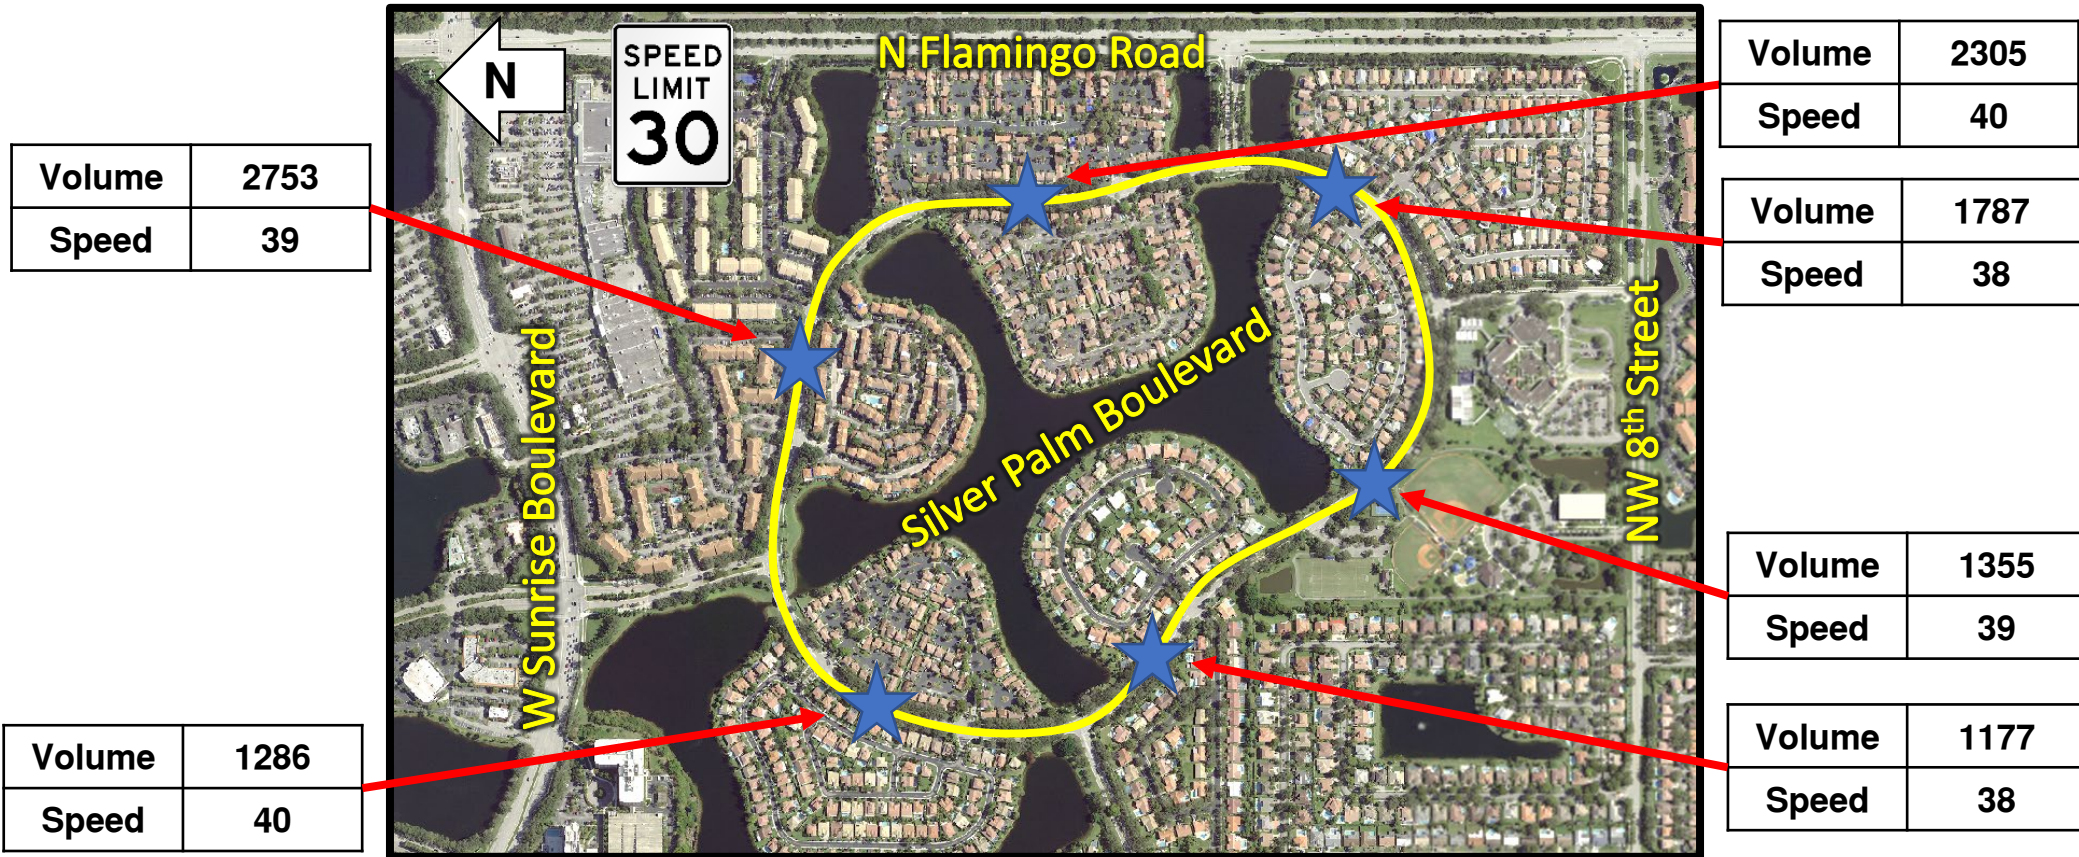 N
SPEED
LIMIT
30
N Flamingo Road
Volume 2305
Speed 40
Volume 2753
Speed 39
Volume 1787
Speed 38
W Sunrise Boulevard
Silver Palm Boulevard
NW 8th Street
Volume 1355
Speed 39
Volume 1286
Speed 40
Volume 1177
Speed 38